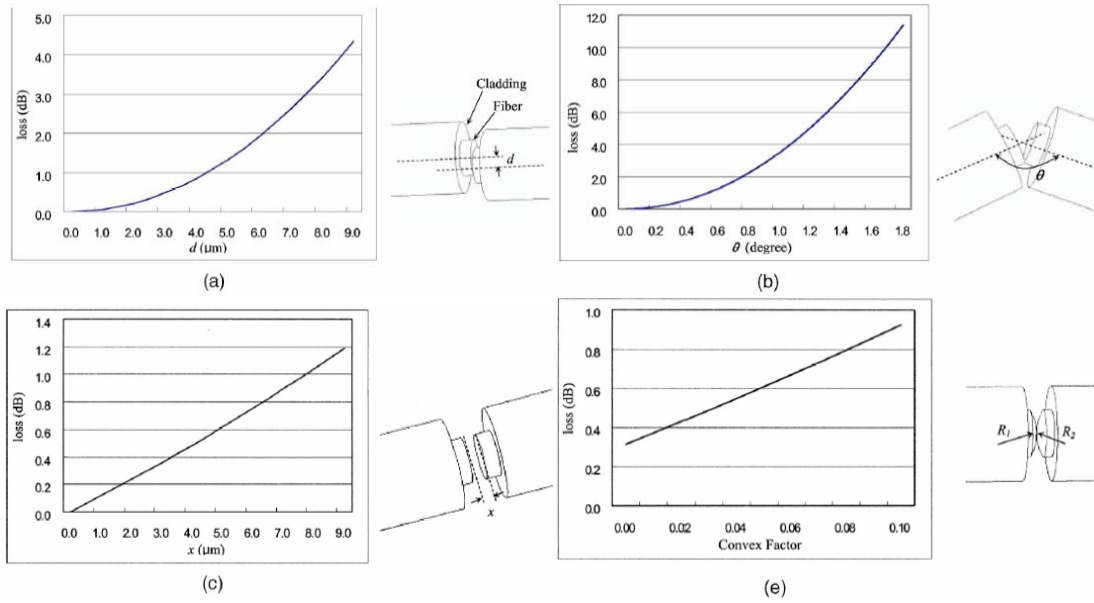 5.0
4.0
3.0
2.0
1.0
0.0
loss (dB)
0.0 1.0 2.0 3.0 4.0 5.0 6.0 7.0 8.0 9.0
d (μm)
Cladding
Fiber
d
(a)
12.0
10.0
8.0
6.0
4.0
2.0
0.0
loss (dB)
0.0 0.2 0.4 0.6 0.8 1.0 1.2 1.4 1.6 1.8
θ (degree)
θ
(b)
1.4
1.2
1.0
0.8
0.6
0.4
0.2
0.0
loss (dB)
0.0 1.0 2.0 3.0 4.0 5.0 6.0 7.0 8.0 9.0
x (μm)
x
(c)
1.0
0.8
0.6
0.4
0.2
0.0
loss (dB)
0.00 0.02 0.04 0.06 0.08 0.10
Convex Factor
R1 R2
(e)